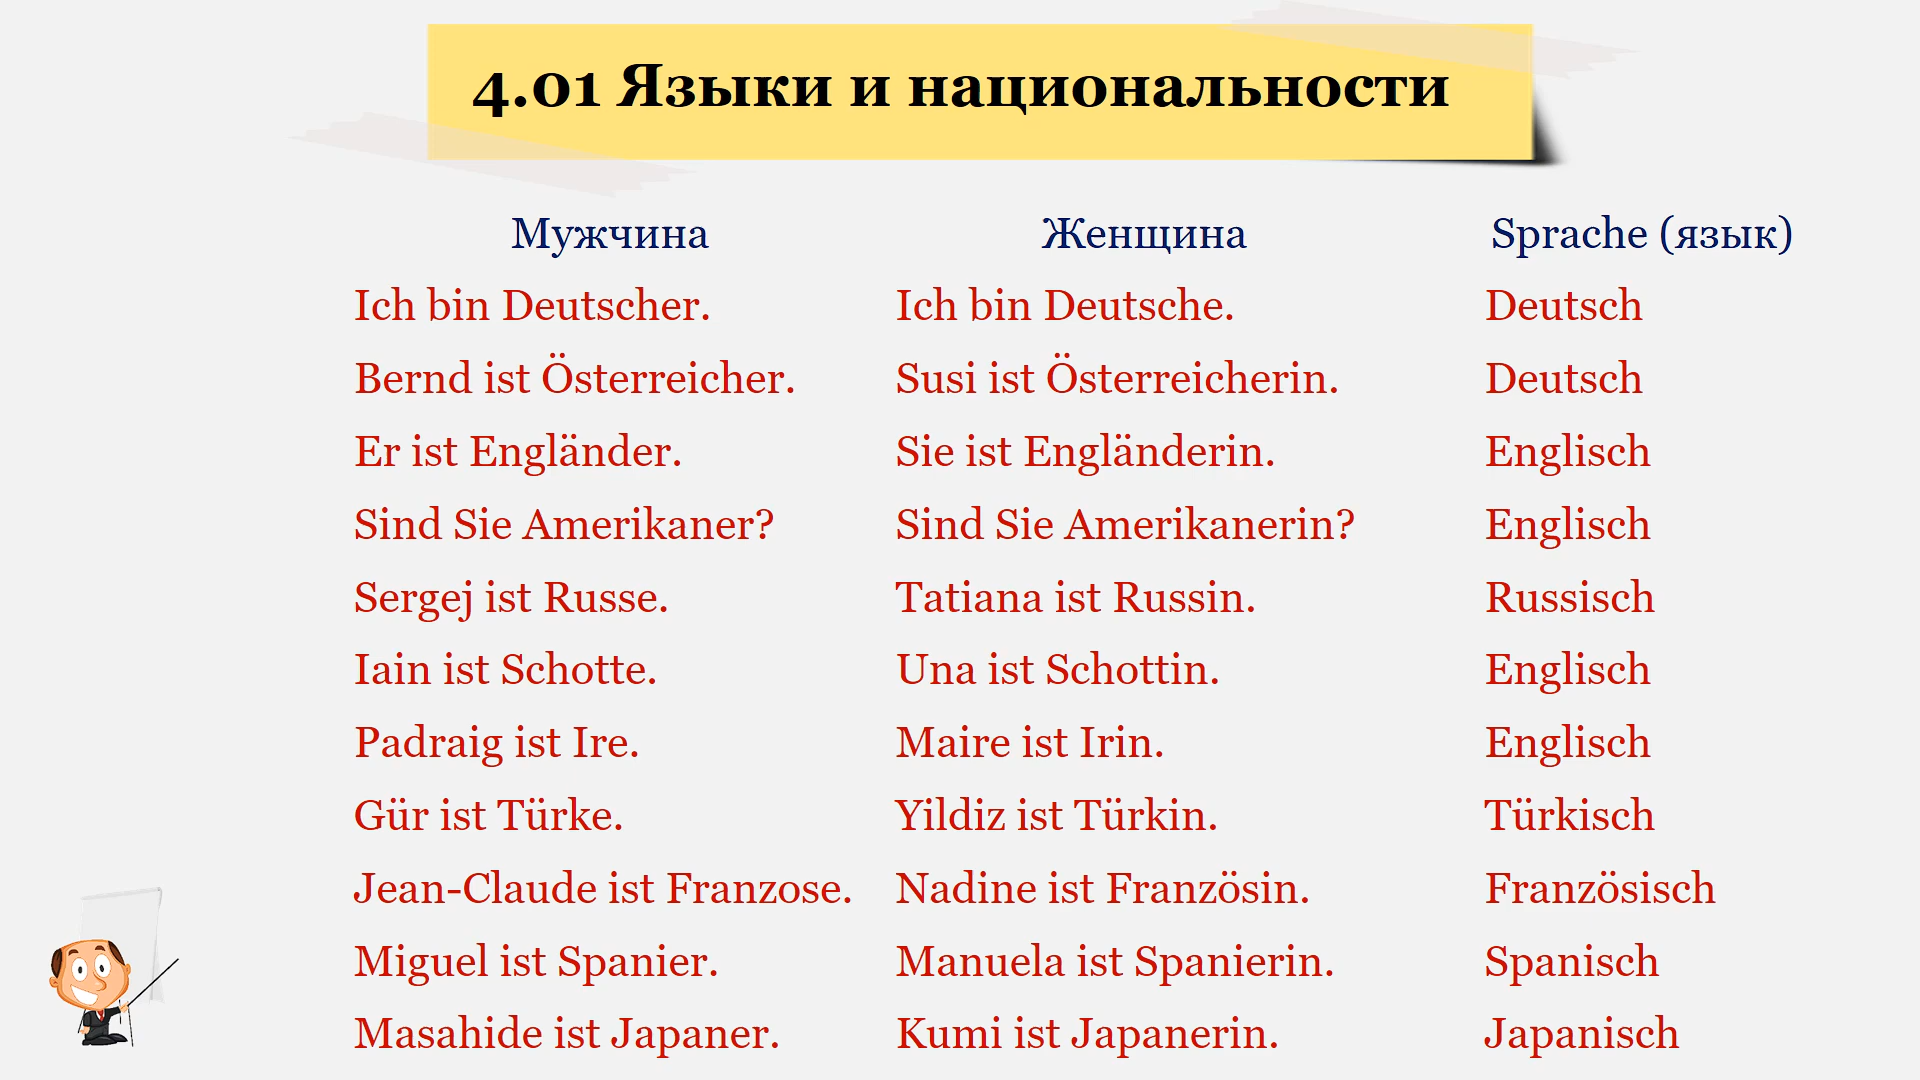 4.01 Языки и национальности
Мужчина Женщина Sprache (язык)
Ich bin Deutscher. Ich bin Deutsche. Deutsch
Bernd ist Österreicher. Susi ist Österreicherin. Deutsch
Er ist Engländer. Sie ist Engländerin. Englisch
Sind Sie Amerikaner? Sind Sie Amerikanerin? Englisch
Sergej ist Russe. Tatiana ist Russin. Russisch
Iain ist Schotte. Una ist Schottin. Englisch
Padraig ist Ire. Maire ist Irin. Englisch
Gür ist Türke. Yildiz ist Türkin. Türkisch
Jean-Claude ist Franzose. Nadine ist Französin. Französisch
Miguel ist Spanier. Manuela ist Spanierin. Spanisch
Masahide ist Japaner. Kumi ist Japanerin. Japanisch